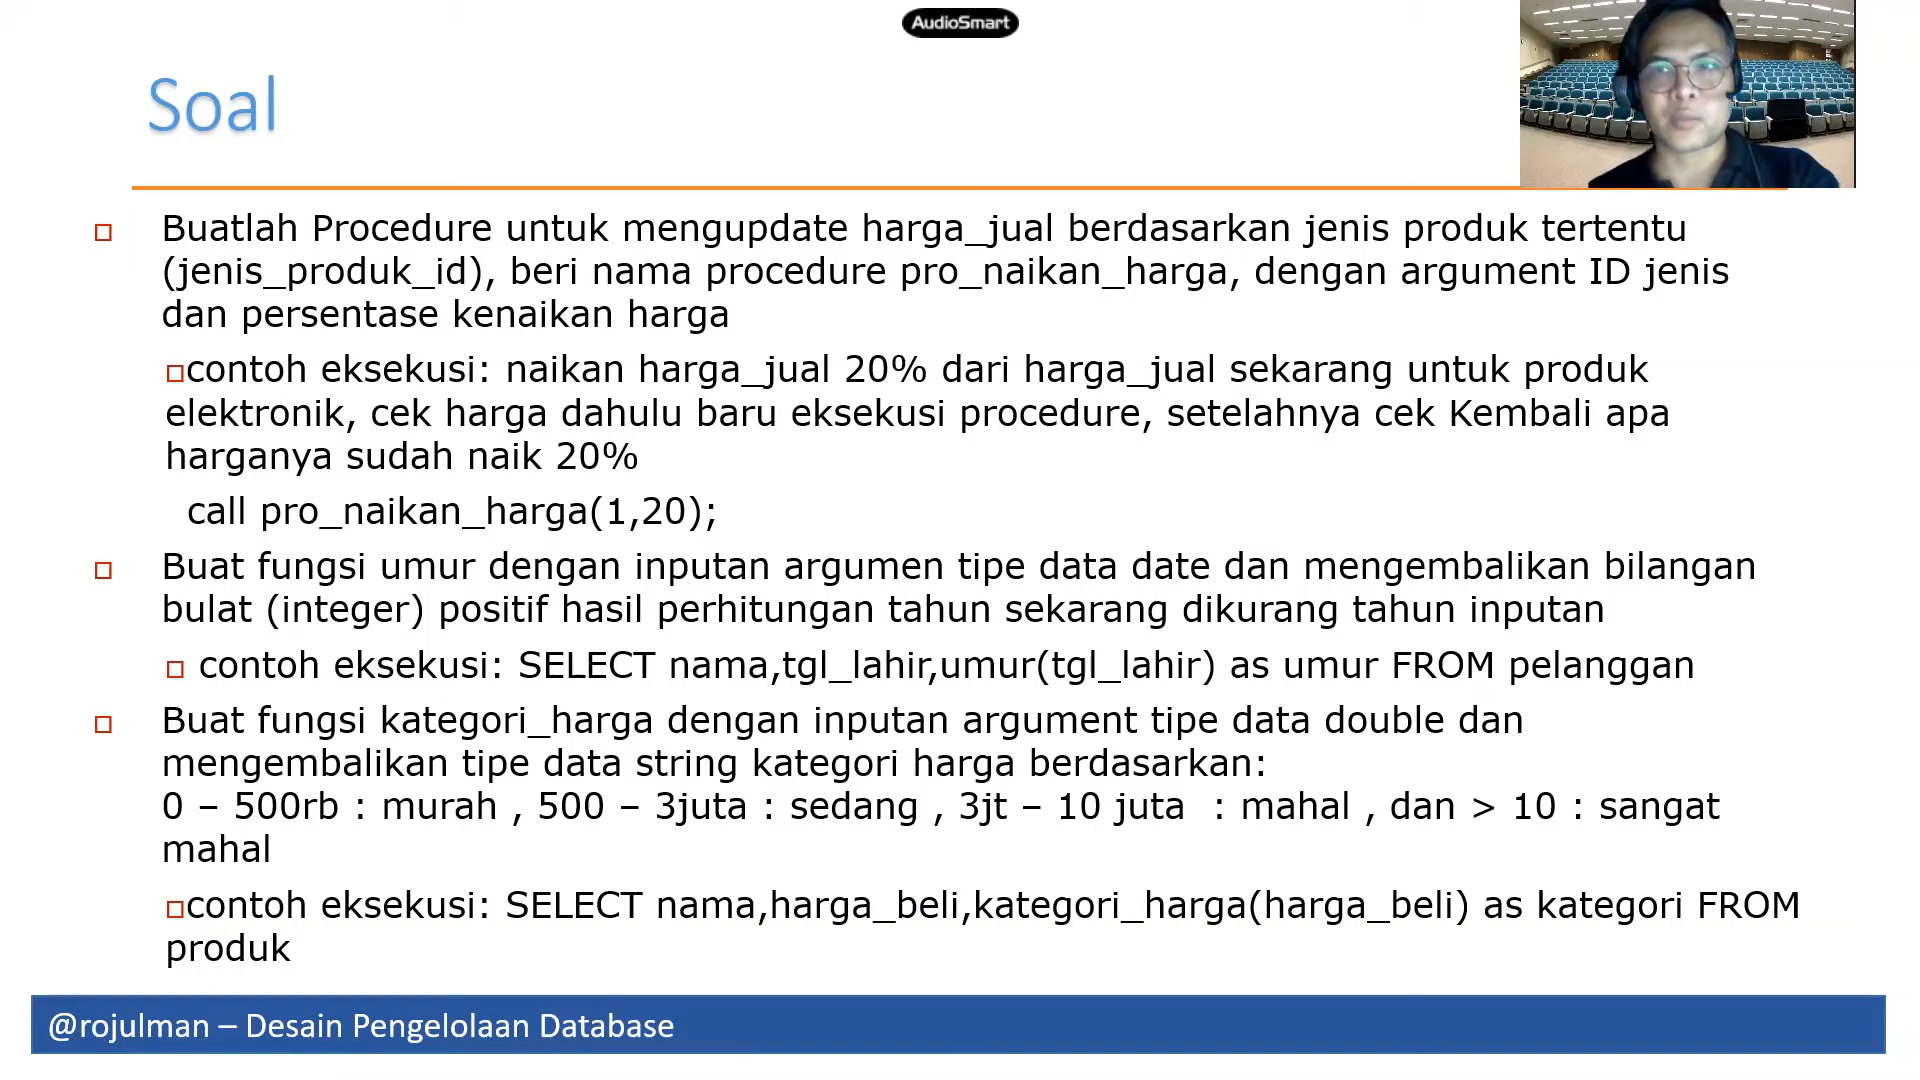 AudioSmart
Soal
Buatlah Procedure untuk mengupdate harga_jual berdasarkan jenis produk tertentu
(jenis_produk_id), beri nama procedure pro_naikan_harga, dengan argument ID jenis
dan persentase kenaikan harga
contoh eksekusi: naikan harga_jual 20% dari harga_jual sekarang untuk produk
elektronik, cek harga dahulu baru eksekusi procedure, setelahnya cek Kembali apa
harganya sudah naik 20%
call pro_naikan_harga(1,20);
Buat fungsi umur dengan inputan argumen tipe data date dan mengembalikan bilangan
bulat (integer) positif hasil perhitungan tahun sekarang dikurang tahun inputan
contoh eksekusi: SELECT nama,tgl_lahir,umur(tgl_lahir) as umur FROM pelanggan
Buat fungsi kategori_harga dengan inputan argument tipe data double dan
mengembalikan tipe data string kategori harga berdasarkan:
0 – 500rb : murah , 500 – 3juta : sedang , 3jt – 10 juta  : mahal , dan > 10 : sangat
mahal
contoh eksekusi: SELECT nama,harga_beli,kategori_harga(harga_beli) as kategori FROM
produk
@rojulman – Desain Pengelolaan Database